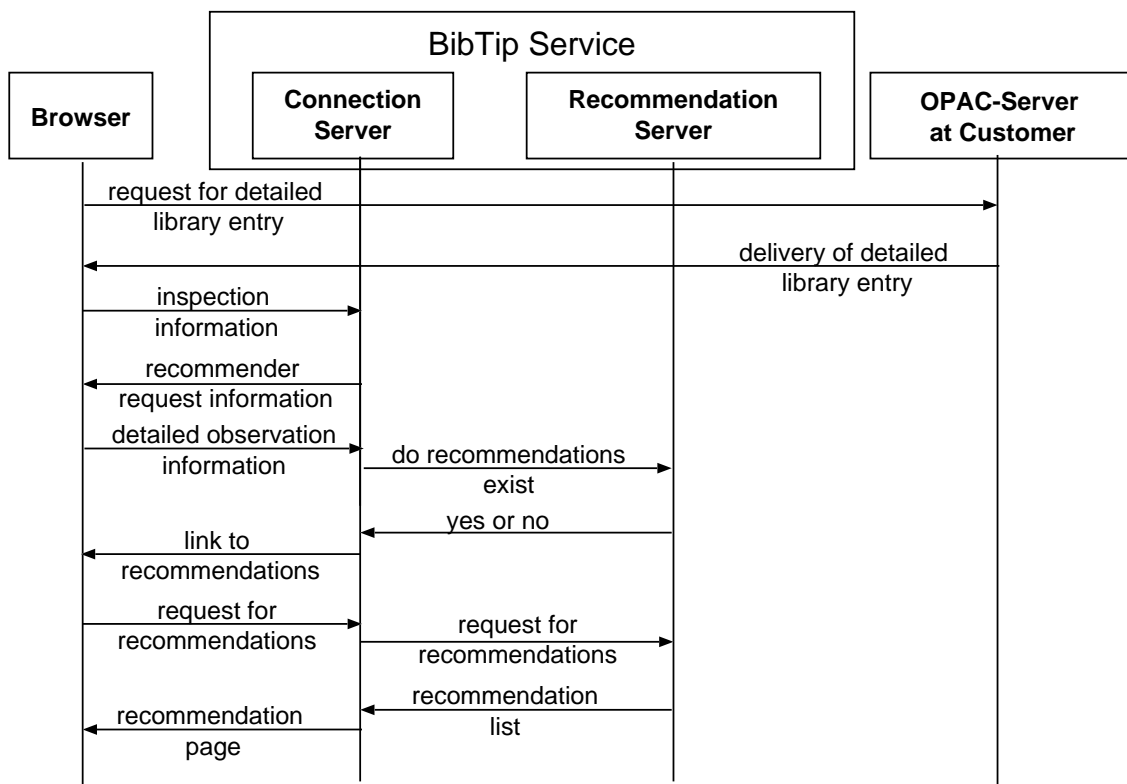 BibTip Service
Browser
Connection
Server
Recommendation
Server
OPAC-Server
at Customer
request for detailed
library entry
delivery of detailed
library entry
inspection
information
recommender
request information
detailed observation
information
do recommendations
exist
yes or no
link to
recommendations
request for
recommendations
request for
recommendations
recommendation
list
recommendation
page